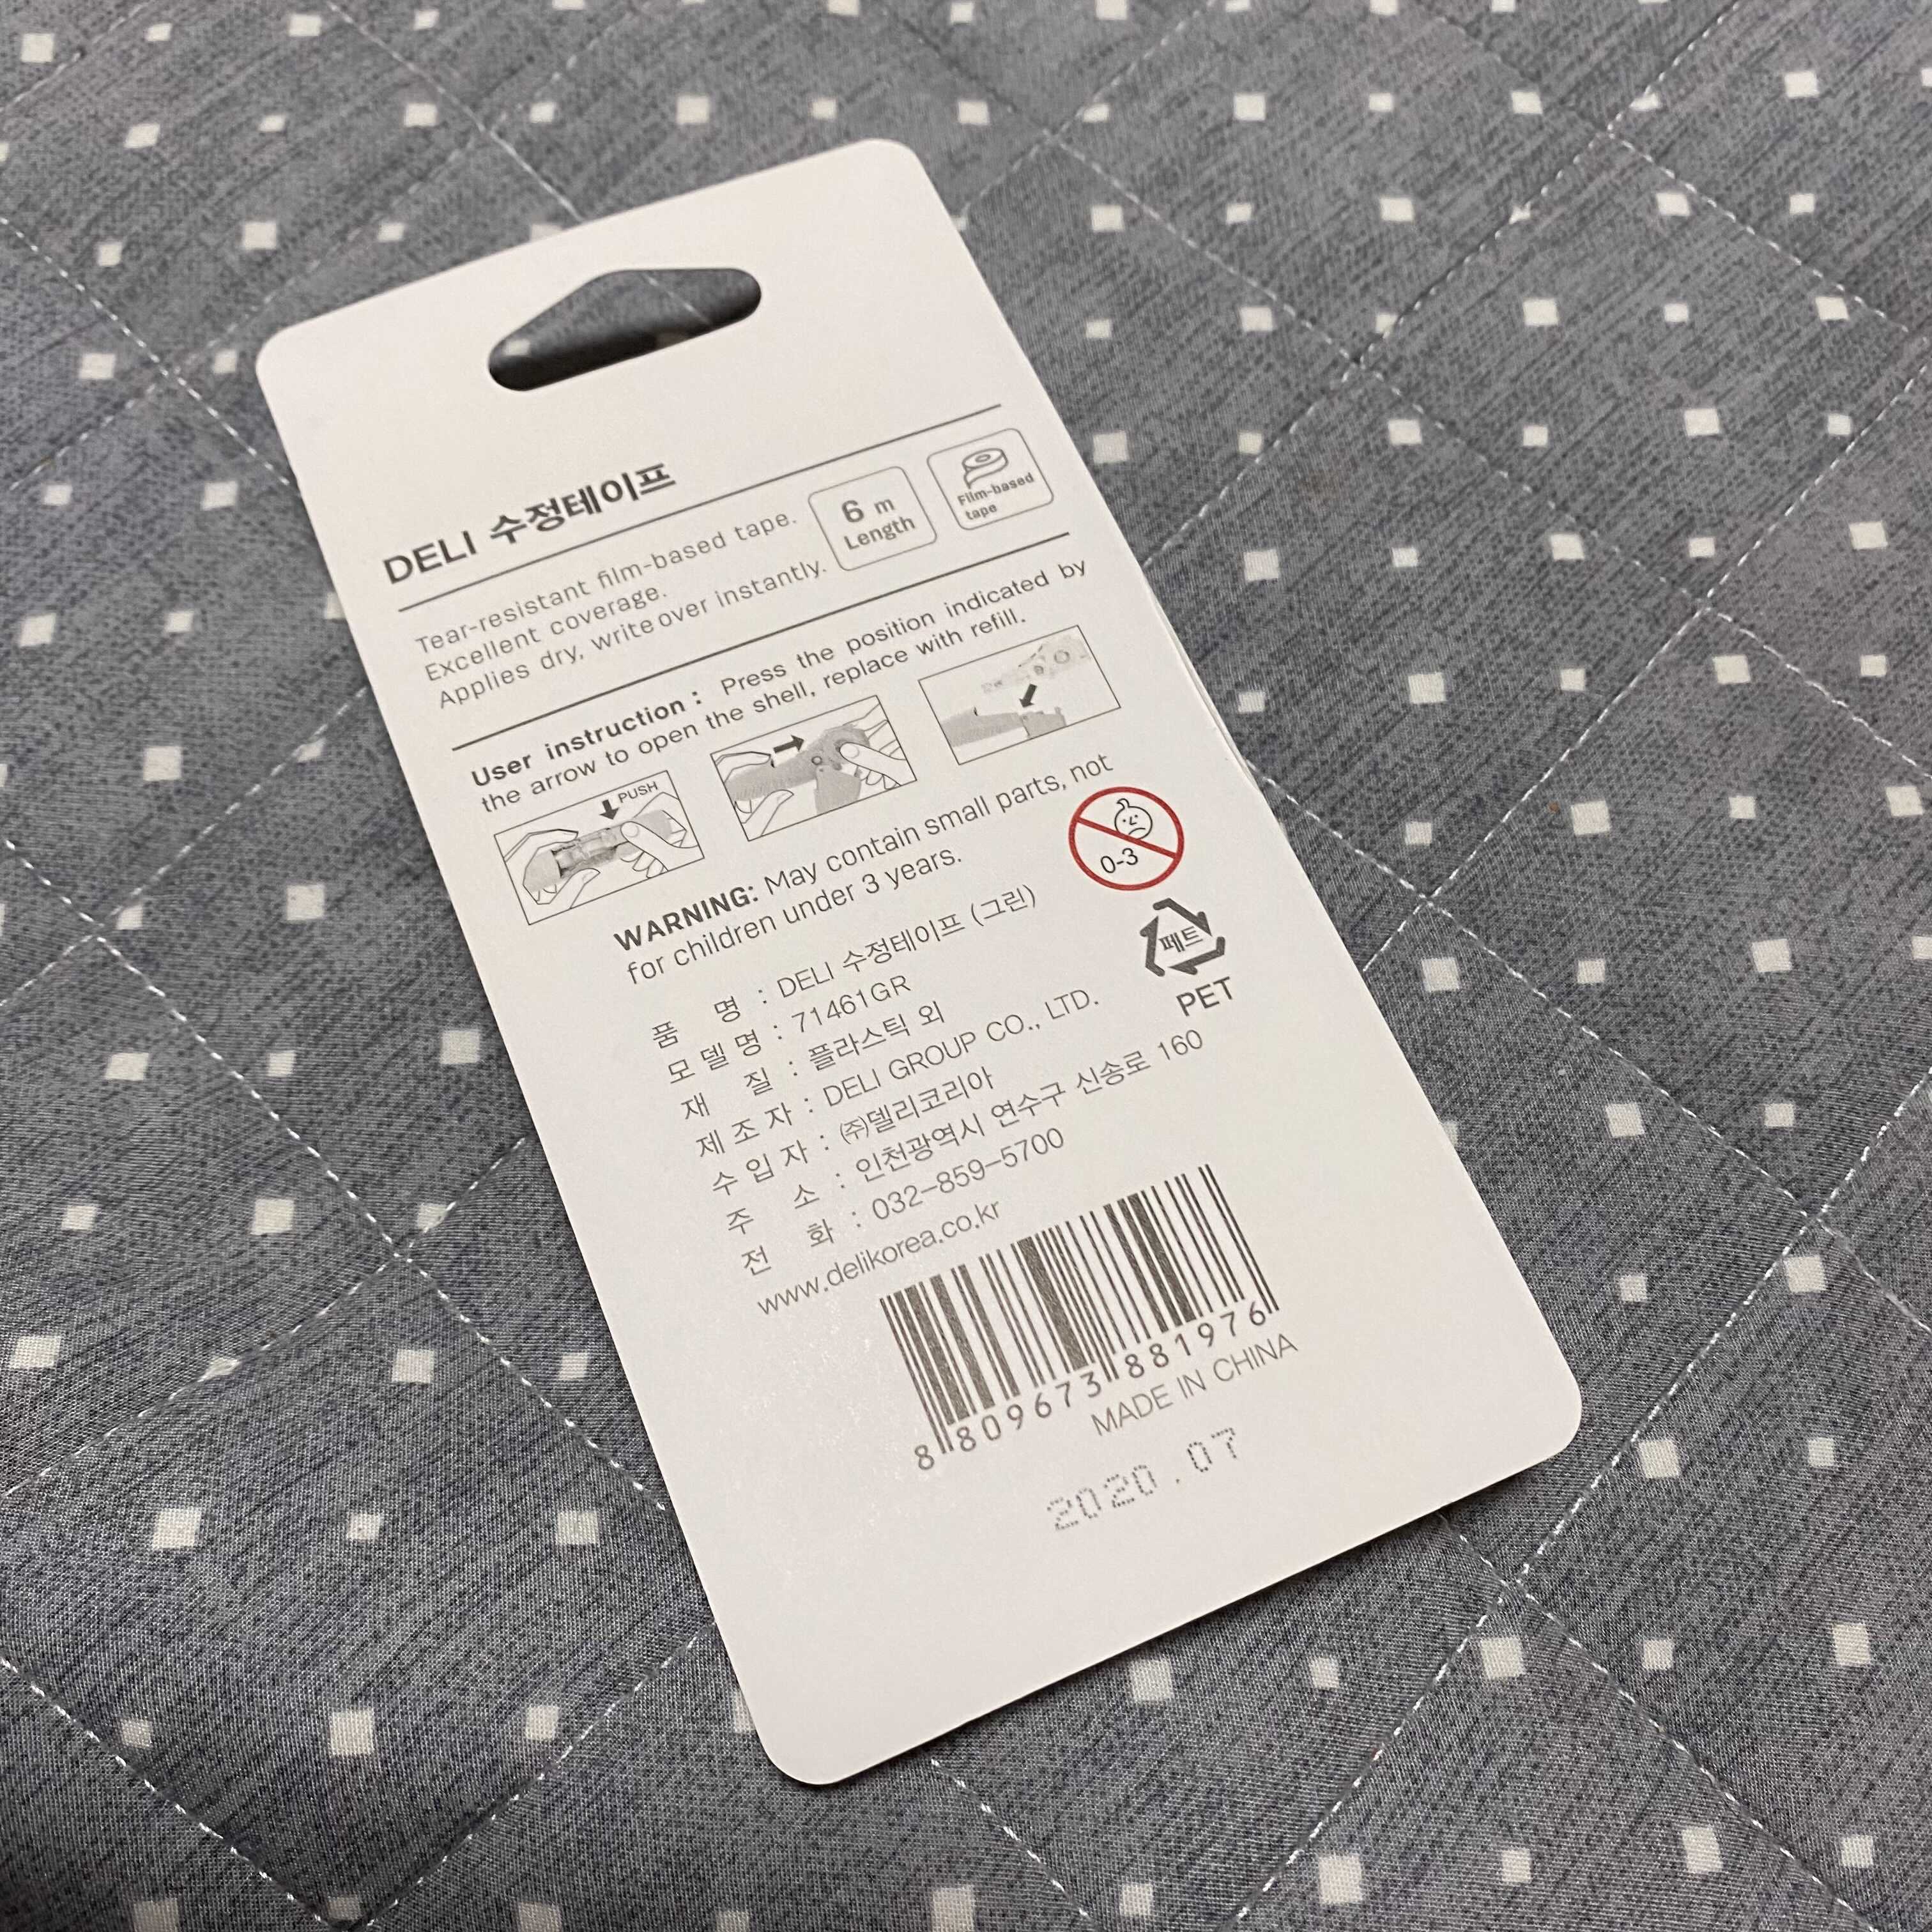 DELI 수정테이프
Tear-resistant film-based tape.
Excellent coverage.
Applies dry, write over instantly.
6 m
Length
Film-based
tape
User instruction : Press the position indicated by
the arrow to open the shell, replace with refill.
PUSH
WARNING: May contain small parts, not
for children under 3 years.
0-3
품 명 : DELI 수정테이프 (그린)
모델명 : 71461GR
재 질 : 플라스틱 외
제조자 : DELI GROUP CO., LTD.
수입자 : ㈜델리코리아
주 소 : 인천광역시 연수구 신송로 160
전 화 : 032-859-5700
www.delikorea.co.kr
페트
PET
8 809673 881976
MADE IN CHINA
2020.07